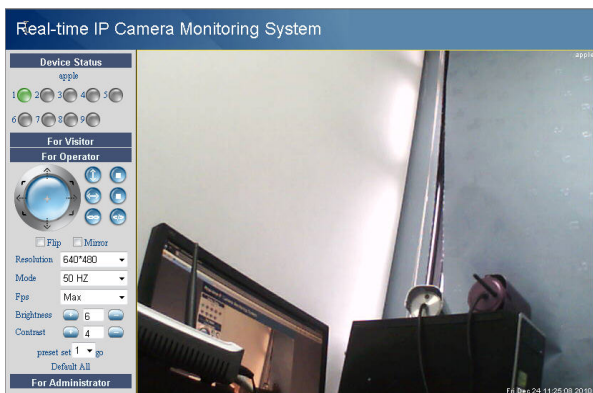 Real-time IP Camera Monitoring System
Device Status
apple
1 2 3 4 5
6 7 8 9
For Visitor
For Operator
Flip Mirror
Resolution 640*480
Mode 50 HZ
Fps Max
Brightness 6
Contrast 4
preset set 1 go
Default All
For Administrator
apple
Fri Dec 24 11:25:08 2010